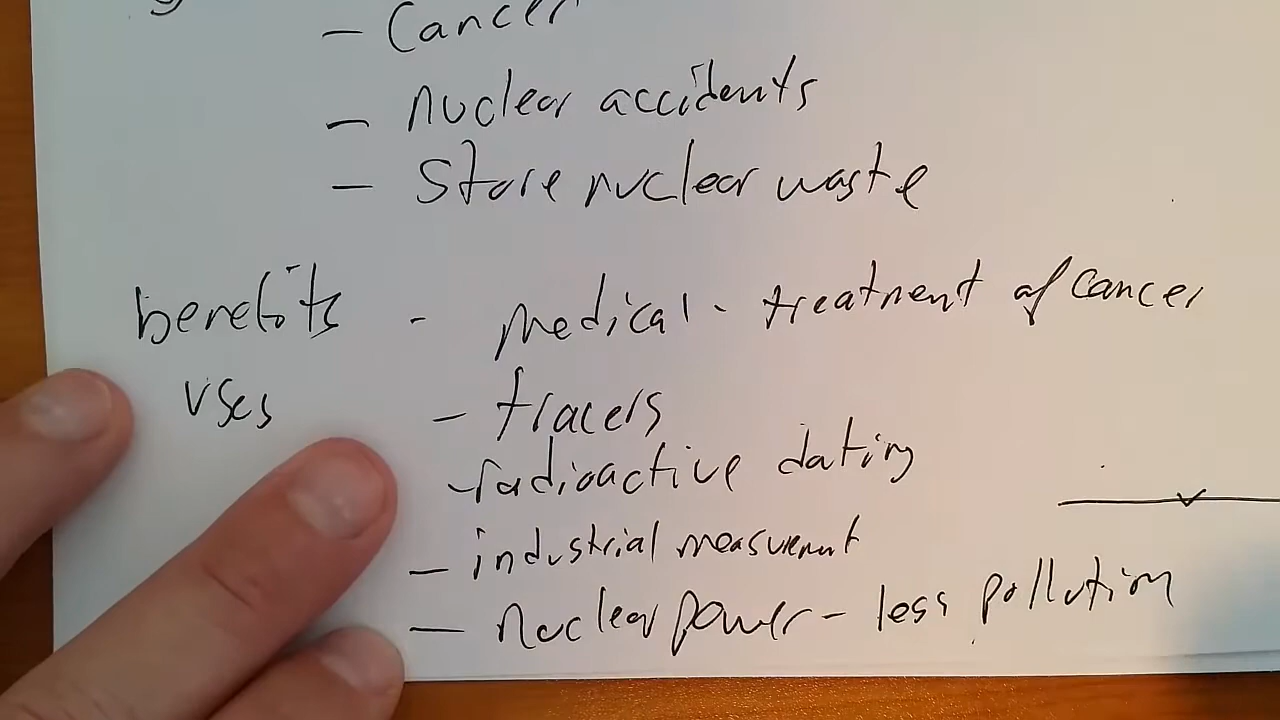 - Cancer
- nuclear accidents
- Store nuclear waste
benefits - medical - treatment of cancer
uses - tracers
- radioactive dating
- industrial measurment
- nuclear power - less pollution